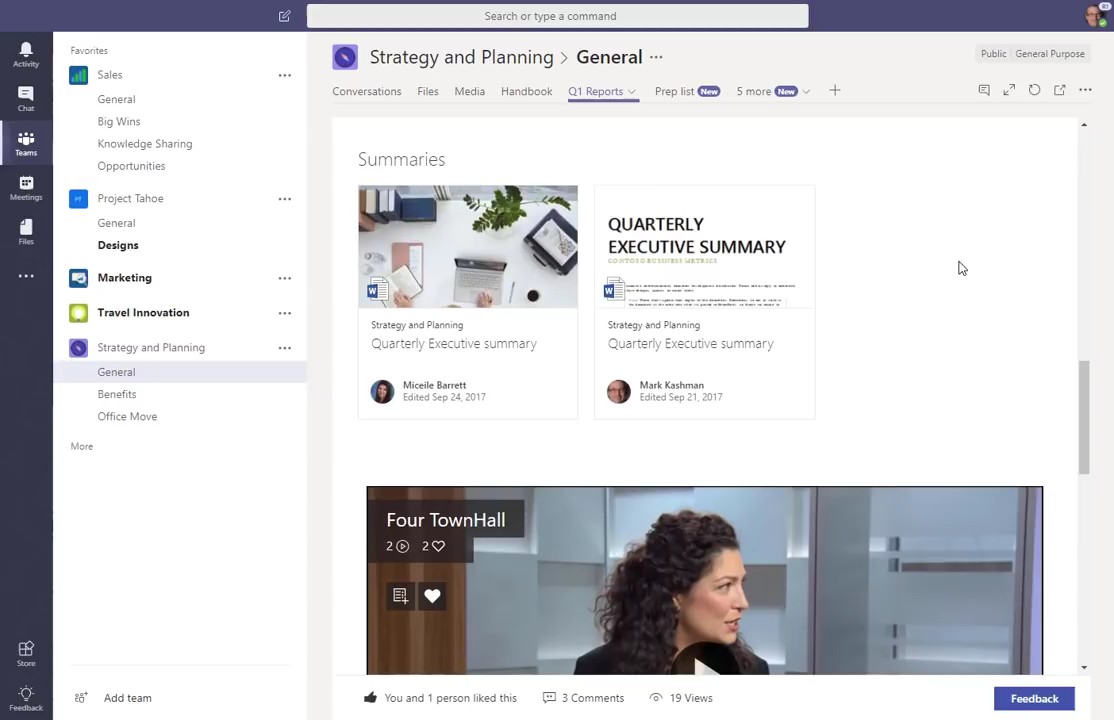 Search or type a command
Activity
Chat
Teams
Meetings
Files
Store
Feedback
Favorites
Sales
General
Big Wins
Knowledge Sharing
Opportunities
Project Tahoe
General
Designs
Marketing
Travel Innovation
Strategy and Planning
General
Benefits
Office Move
More
Add team
Strategy and Planning > General
Public General Purpose
Conversations Files Media Handbook Q1 Reports Prep list New 5 more New
Summaries
Strategy and Planning
Quarterly Executive summary
Miceile Barrett
Edited Sep 24, 2017
QUARTERLY
EXECUTIVE SUMMARY
CONTOSO BUSINESS METRICS
Strategy and Planning
Quarterly Executive summary
Mark Kashman
Edited Sep 21, 2017
Four TownHall
2 2
You and 1 person liked this 3 Comments 19 Views
Feedback